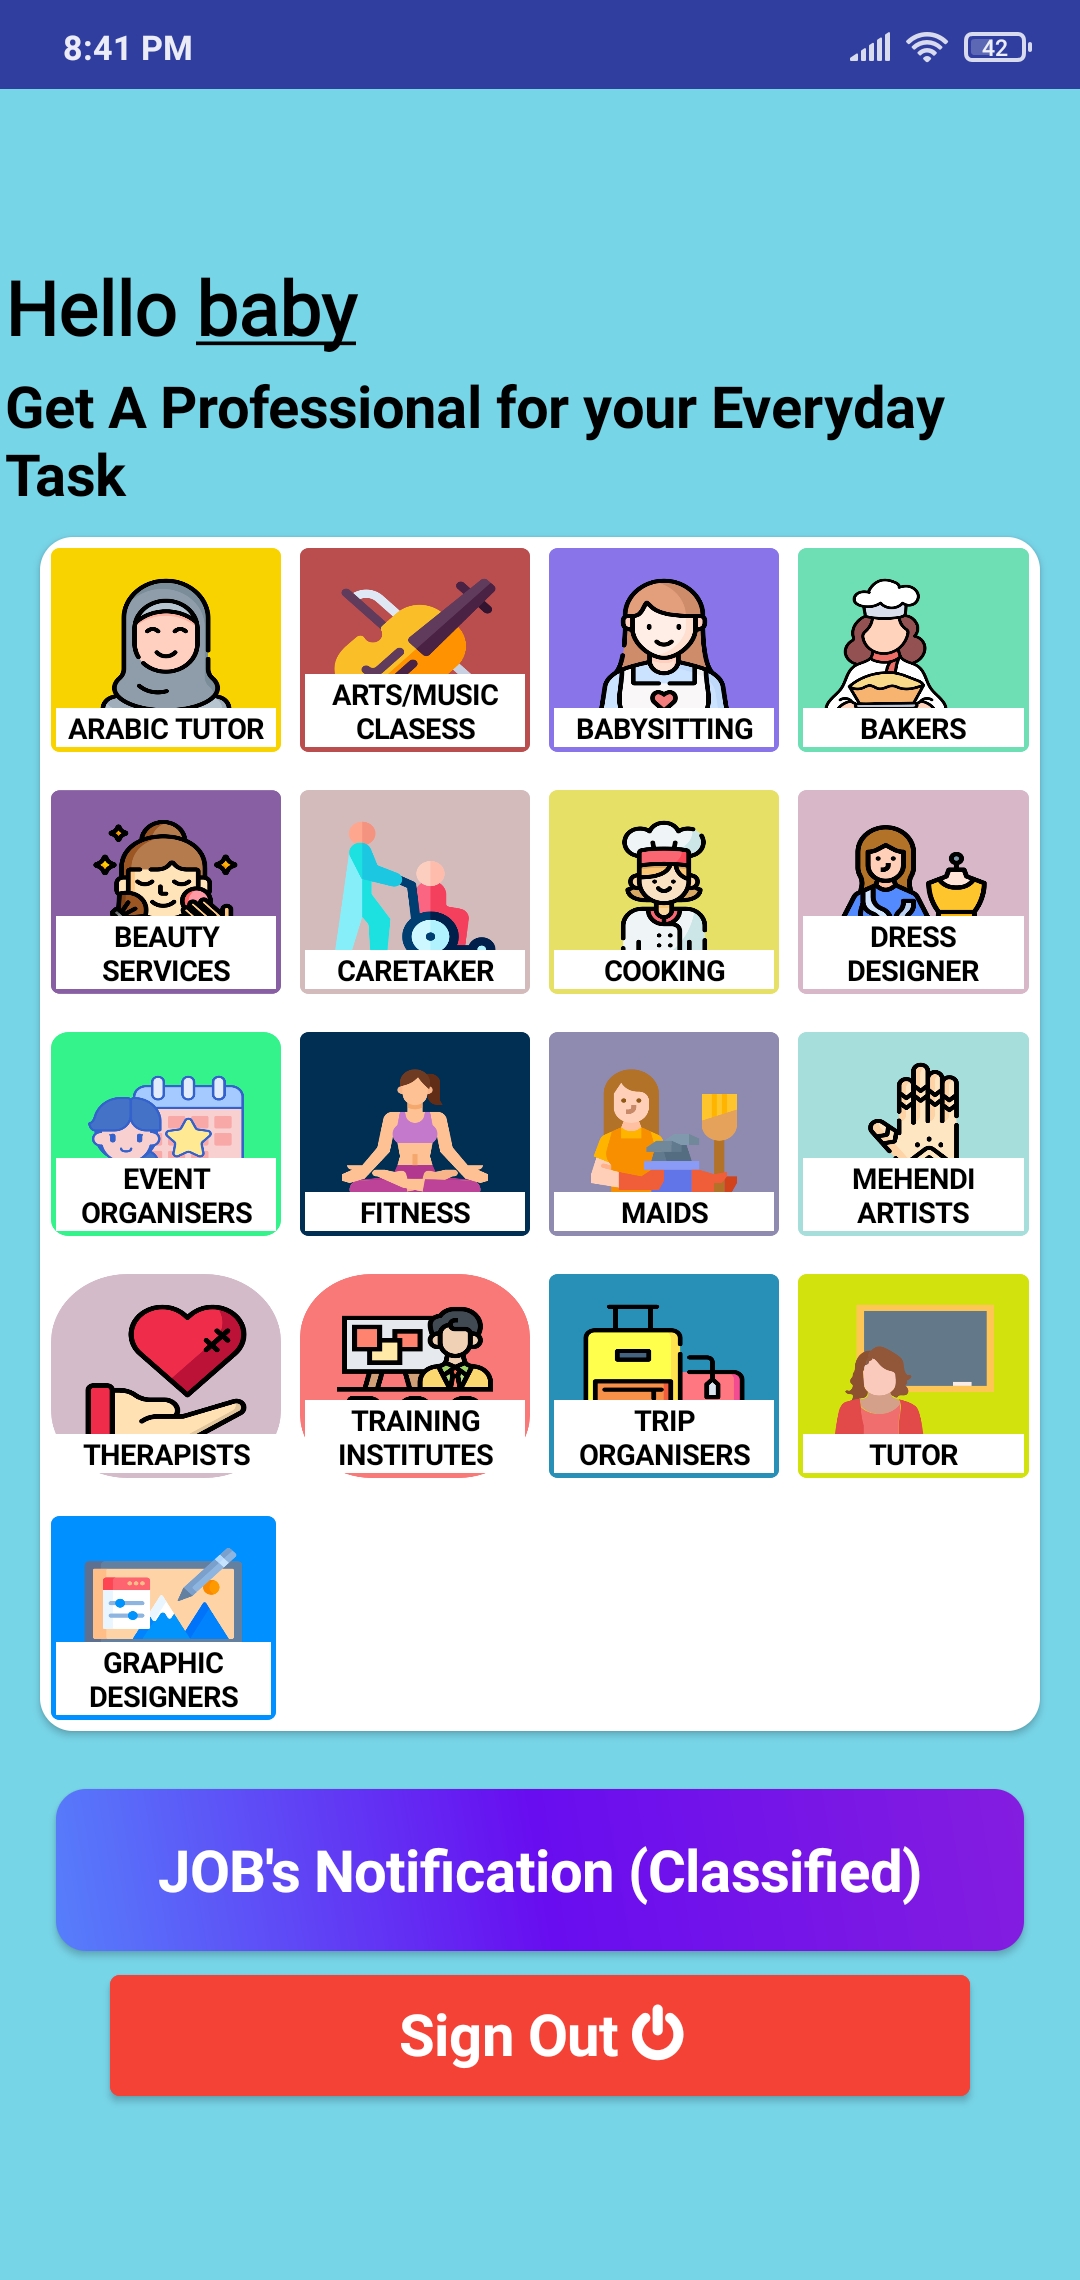 8:41 PM
42
Hello baby
Get A Professional for your Everyday
Task
ARABIC TUTOR
ARTS/MUSIC
CLASESS
BABYSITTING
BAKERS
BEAUTY
SERVICES
CARETAKER
COOKING
DRESS
DESIGNER
EVENT
ORGANISERS
FITNESS
MAIDS
MEHENDI
ARTISTS
THERAPISTS
TRAINING
INSTITUTES
TRIP
ORGANISERS
TUTOR
GRAPHIC
DESIGNERS
JOB's Notification (Classified)
Sign Out